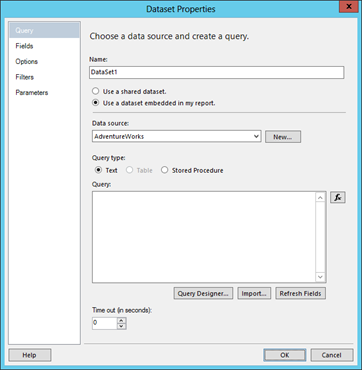 Dataset Properties
X
Query
Fields
Options
Filters
Parameters
Choose a data source and create a query.
Name:
DataSet1
Use a shared dataset.
Use a dataset embedded in my report.
Data source:
AdventureWorks
New...
Query type:
Text Table Stored Procedure
Query:
fx
Query Designer... Import... Refresh Fields
Time out (in seconds):
0
Help OK Cancel